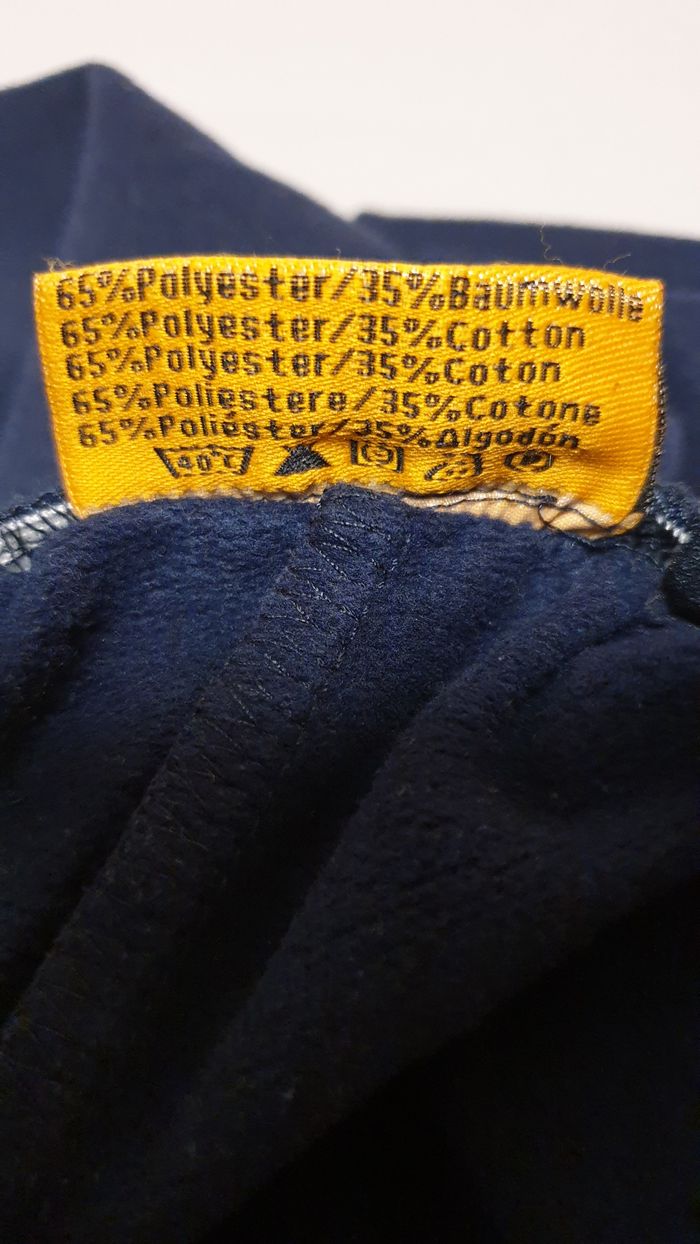 65%Polyester/35%Baumwolle
65%Polyester/35%Cotton
65%Polyester/35%Coton
65%Poliestere/35%Cotone
65%Poliéster/35%Algodón
40°C